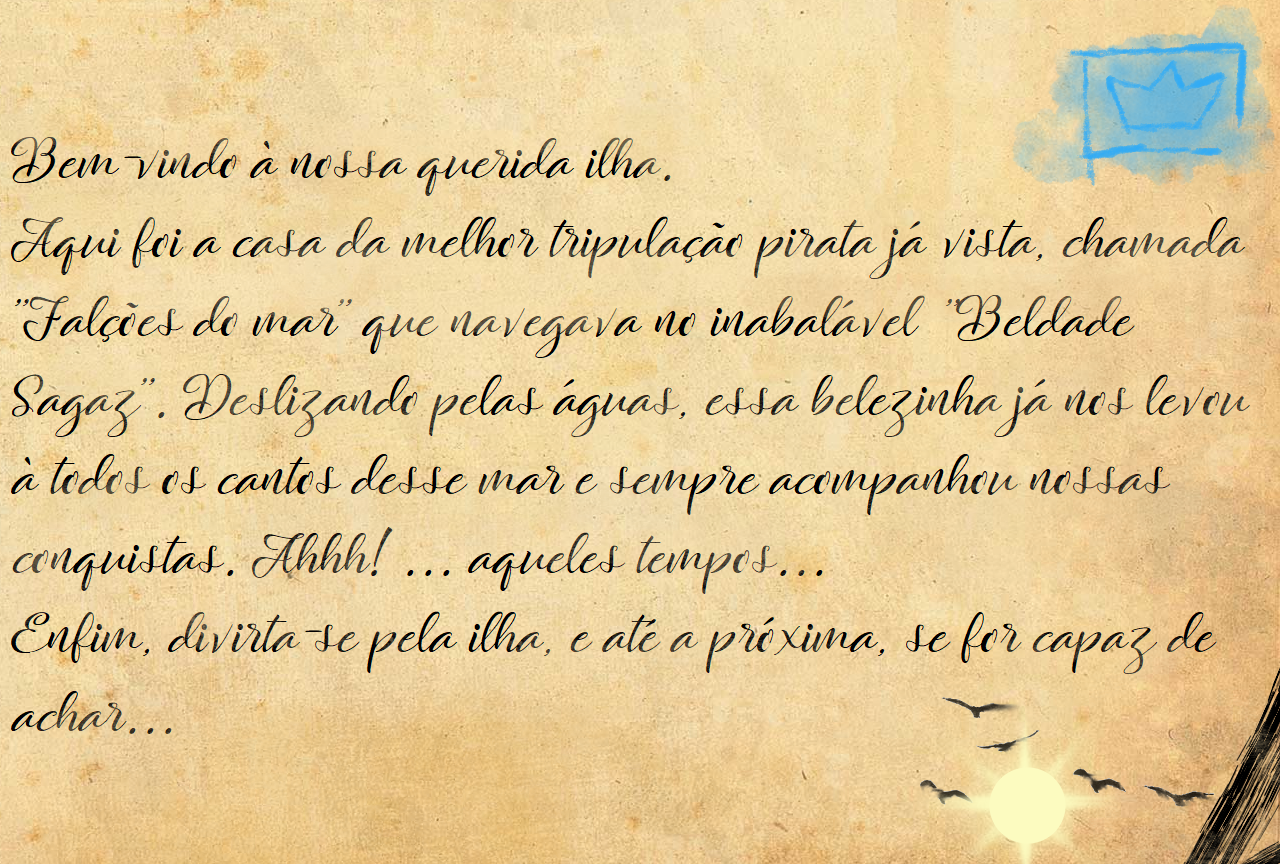 Bem-vindo à nossa querida ilha.
Aqui foi a casa da melhor tripulação pirata já vista, chamada
"Falções do mar" que navegava no inabalável "Beldade
Sagaz". Deslizando pelas águas, essa belezinha já nos levou
à todos os cantos desse mar e sempre acompanhou nossas
conquistas. Ahhh! ... aqueles tempos...
Enfim, divirta-se pela ilha, e até a próxima, se for capaz de
achar...